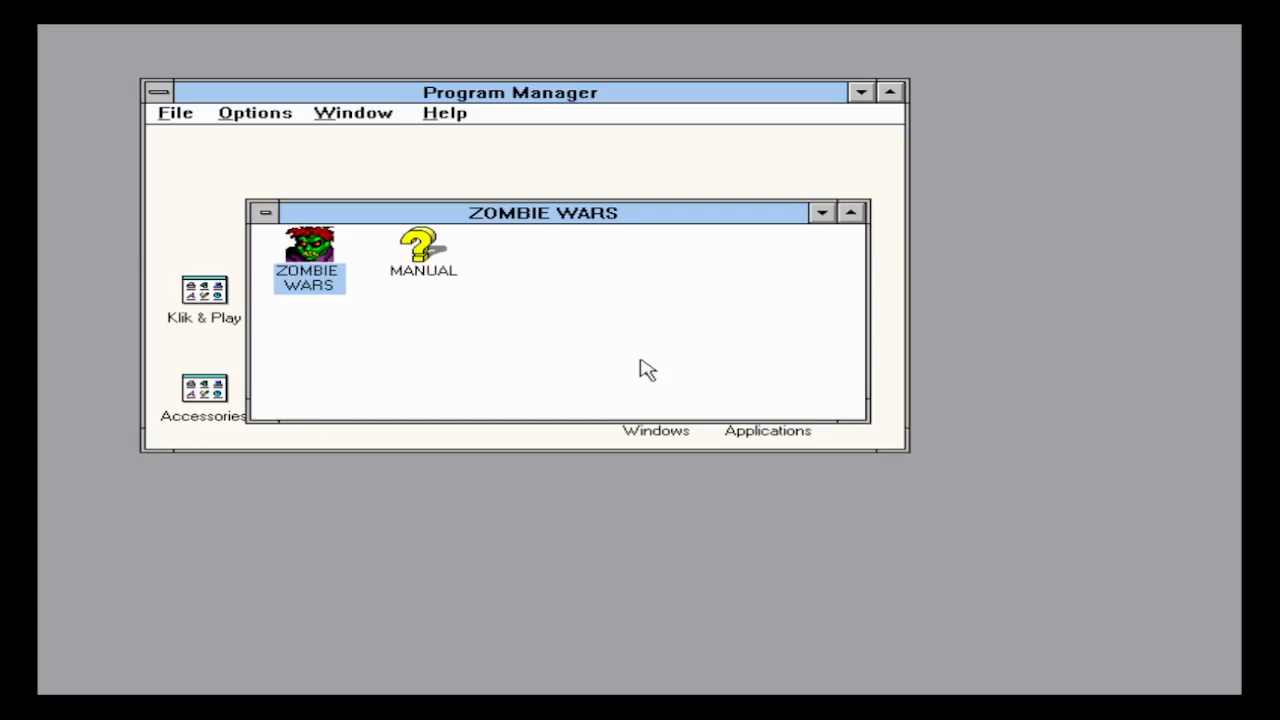 Program Manager
File Options Window Help
ZOMBIE WARS
ZOMBIE
WARS
MANUAL
Klik & Play
Accessories
Windows
Applications